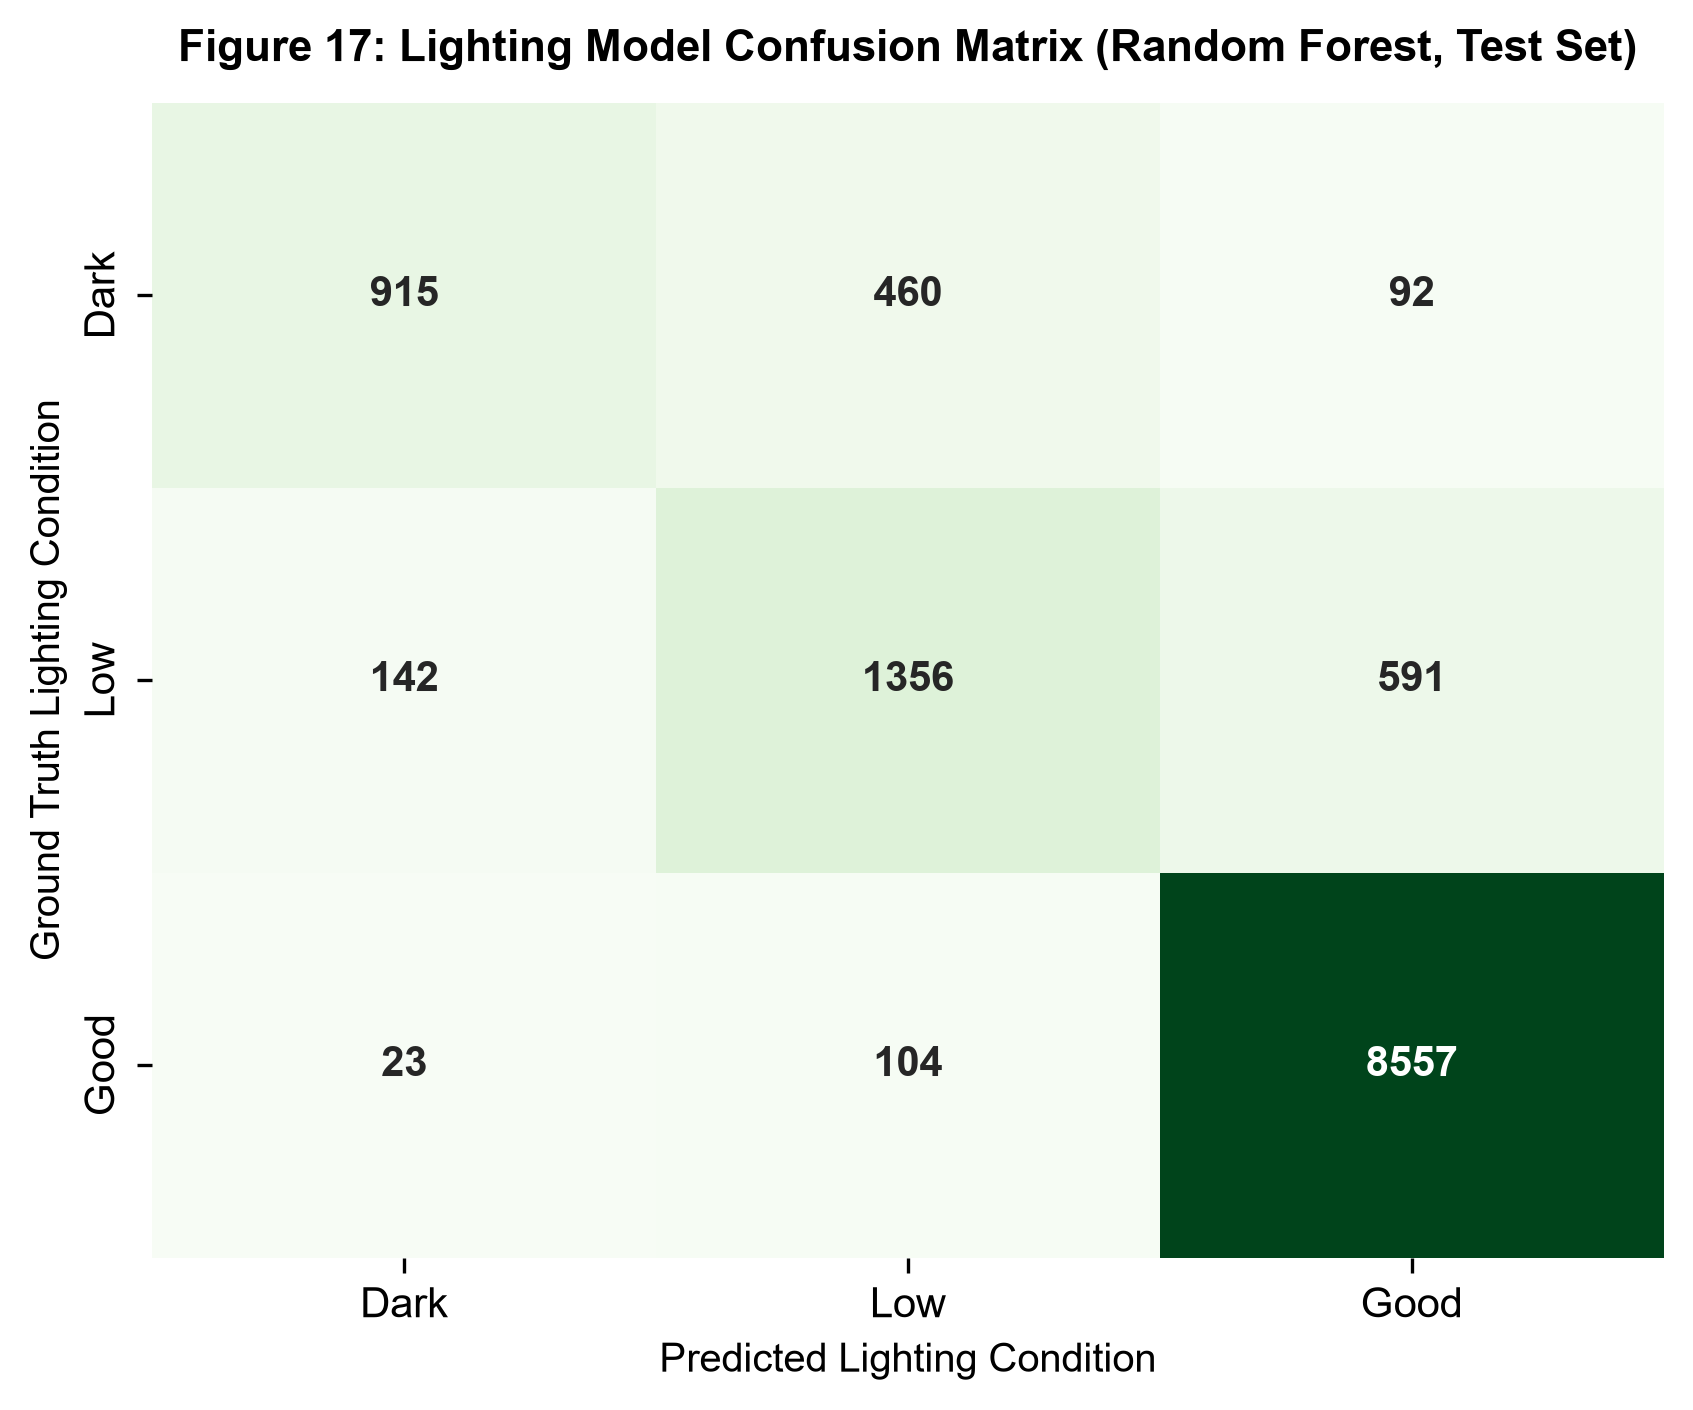 Figure 17: Lighting Model Confusion Matrix (Random Forest, Test Set)
Ground Truth Lighting Condition
Dark
915 460 92
Low
142 1356 591
Good
23 104 8557
Dark Low Good
Predicted Lighting Condition